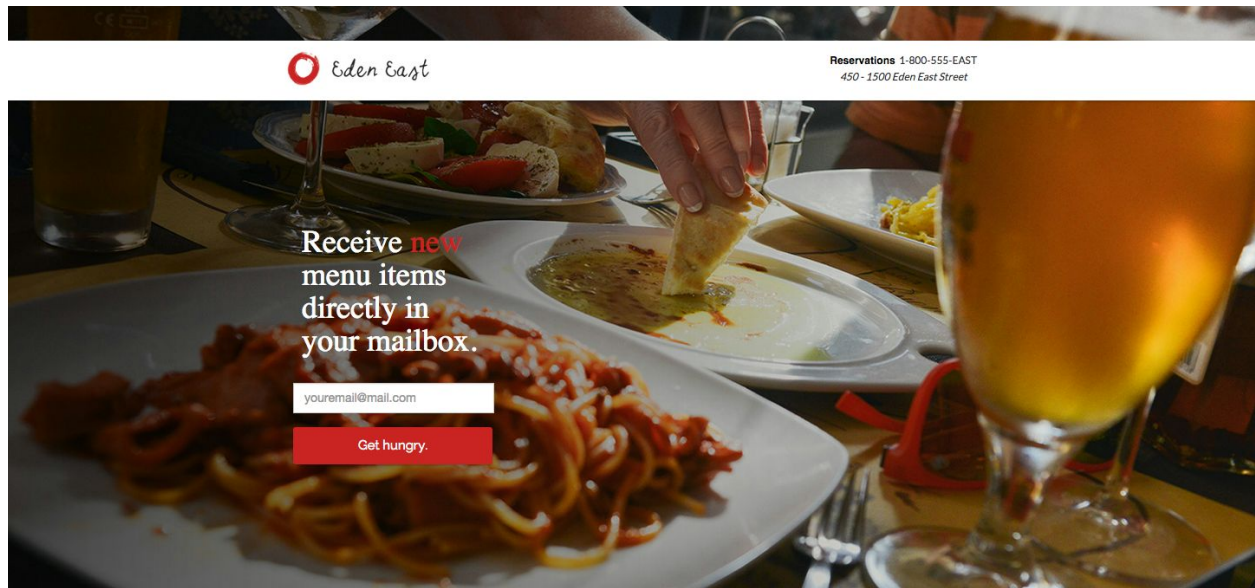 Eden East
Reservations 1-800-555-EAST
450 - 1500 Eden East Street
Receive new
menu items
directly in
your mailbox.
youremail@mail.com
Get hungry.